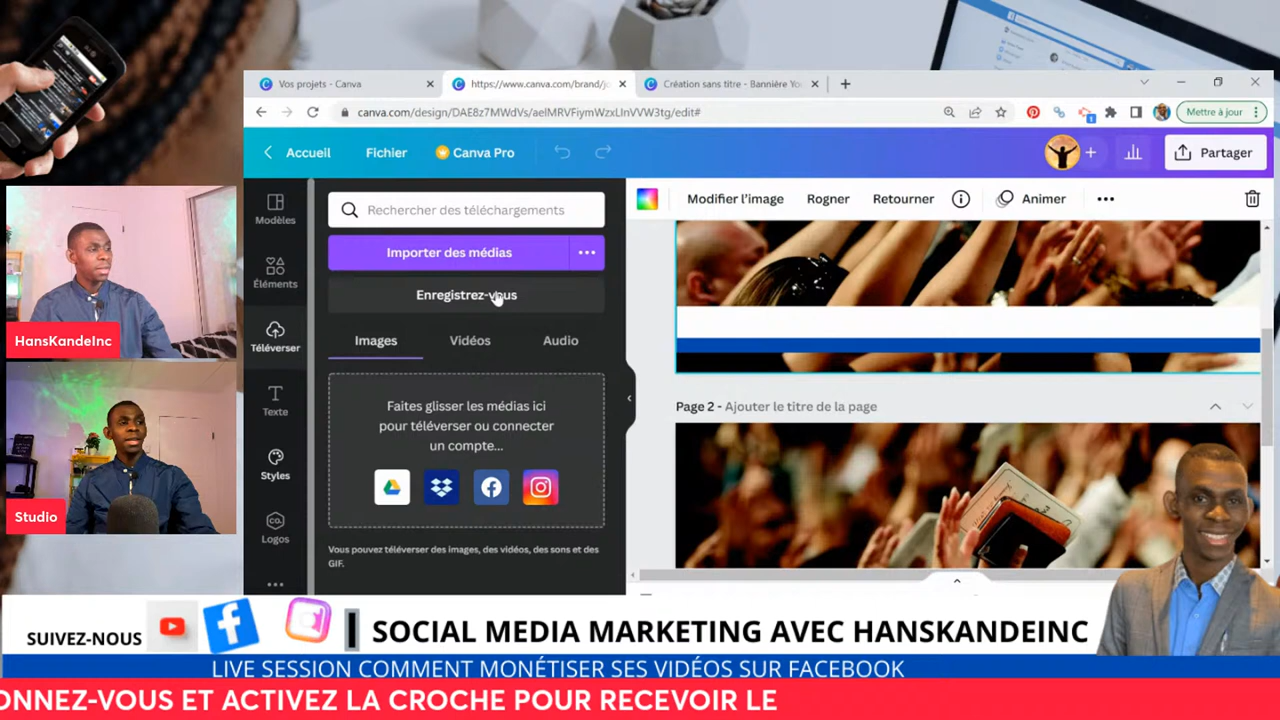 Vos projets - Canva
https://www.canva.com/brand/jo
Création sans titre - Bannière Yo
canva.com/design/DAE8z7MWdVs/aeIMRVFiymWzxLInVVW3tg/edit#
Mettre à jour
Accueil
Fichier
Canva Pro
Partager
Modèles
Éléments
Téléverser
Texte
Styles
CO.
Logos
Rechercher des téléchargements
Importer des médias
Enregistrez-vous
Images
Vidéos
Audio
Faites glisser les médias ici
pour téléverser ou connecter
un compte...
Vous pouvez téléverser des images, des vidéos, des sons et des
GIF.
Modifier l'image
Rogner
Retourner
Animer
Page 2 - Ajouter le titre de la page
HansKandeInc
Studio
SUIVEZ-NOUS
SOCIAL MEDIA MARKETING AVEC HANSKANDEINC
LIVE SESSION COMMENT MONÉTISER SES VIDÉOS SUR FACEBOOK
ONNEZ-VOUS ET ACTIVEZ LA CROCHE POUR RECEVOIR LE